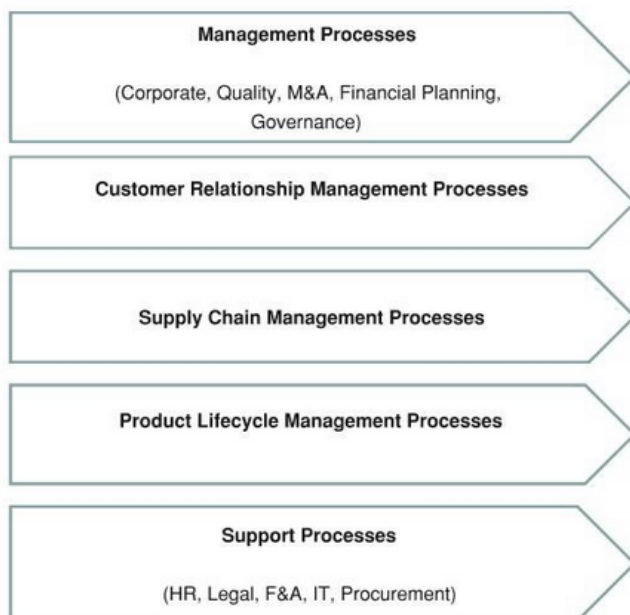 Management Processes
(Corporate, Quality, M&A, Financial Planning,
Governance)
Customer Relationship Management Processes
Supply Chain Management Processes
Product Lifecycle Management Processes
Support Processes
(HR, Legal, F&A, IT, Procurement)